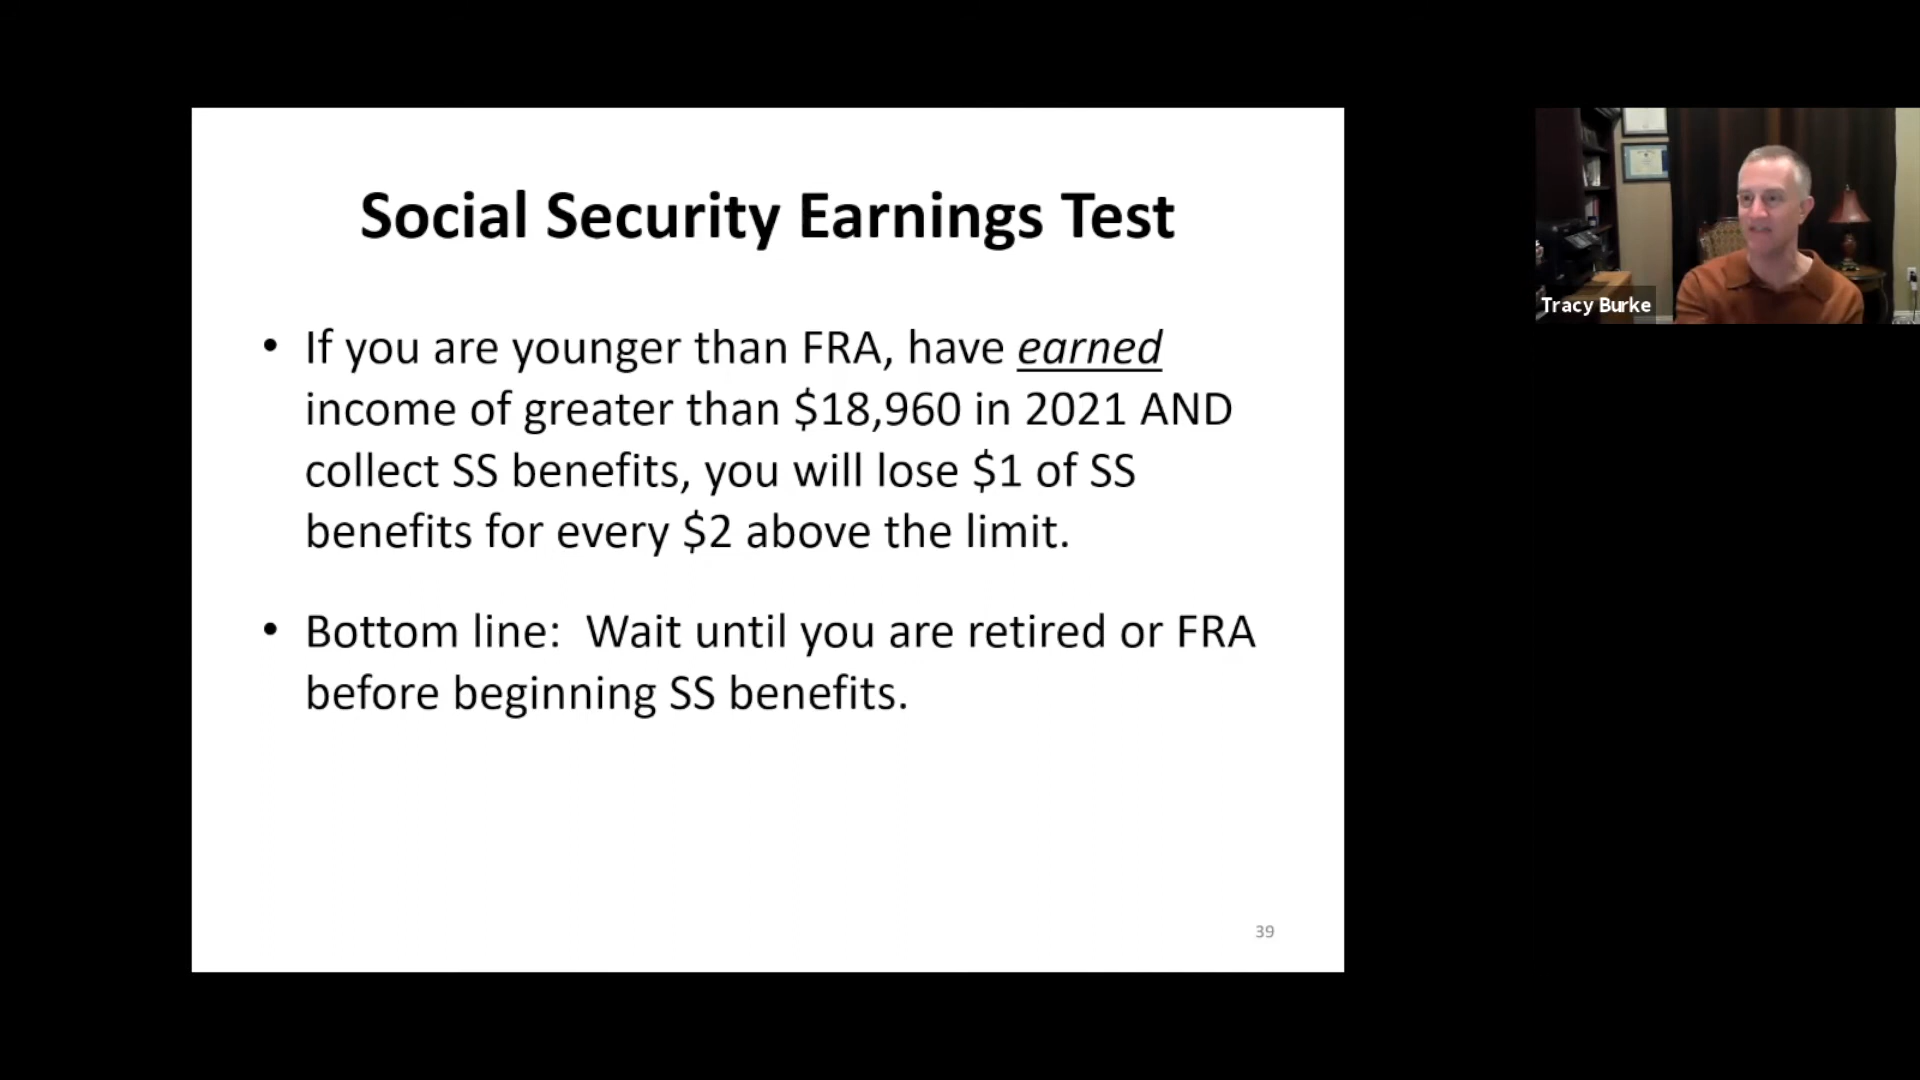 Social Security Earnings Test
• If you are younger than FRA, have earned
income of greater than $18,960 in 2021 AND
collect SS benefits, you will lose $1 of SS
benefits for every $2 above the limit.
• Bottom line:  Wait until you are retired or FRA
before beginning SS benefits.
39
Tracy Burke